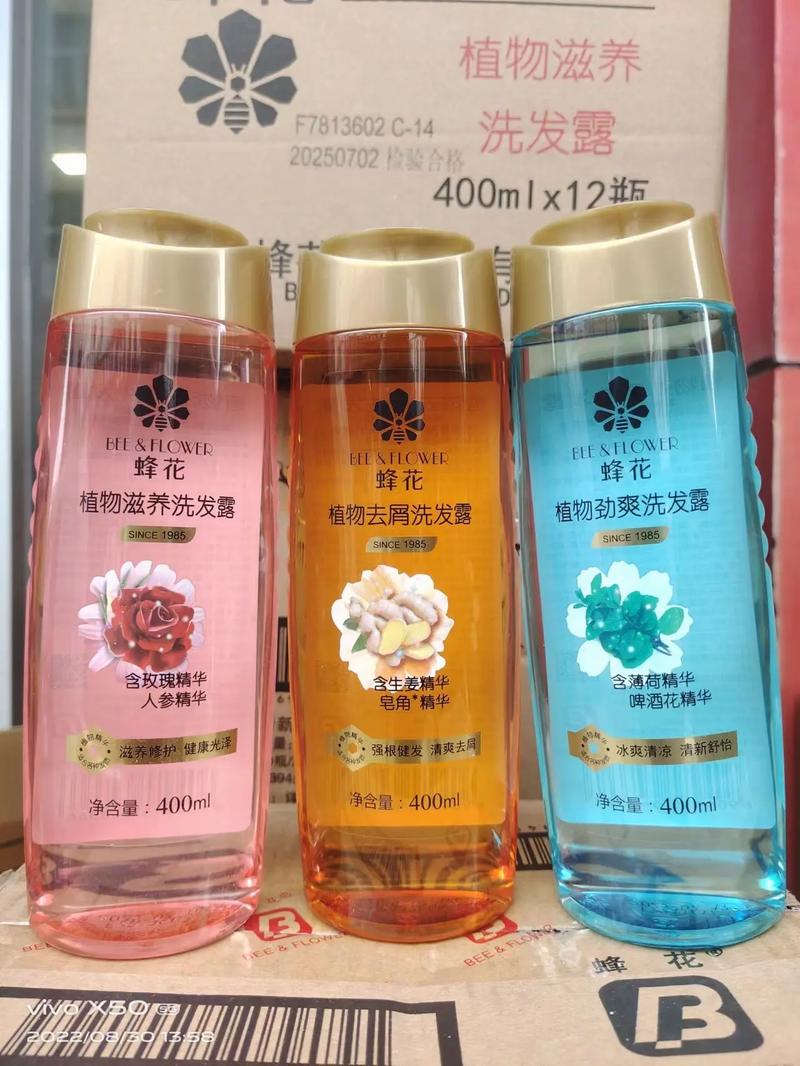 植物滋养
洗发露
F7813602 C-14
20250702 检验合格
400mlx12瓶
BEE & FLOWER
蜂花
植物滋养洗发露
SINCE 1985
含玫瑰精华
人参精华
滋养修护 健康光泽
净含量：400ml
BEE & FLOWER
蜂花
植物去屑洗发露
SINCE 1985
含生姜精华
皂角*精华
强根健发 清爽去屑
净含量：400ml
BEE & FLOWER
蜂花
植物劲爽洗发露
SINCE 1985
含薄荷精华
啤酒花精华
冰爽清凉 清新舒怡
净含量：400ml
BEE & FLOWER
BEE & FLOWER
蜂花®
vivo X50 5G
2022/08/30 13:58